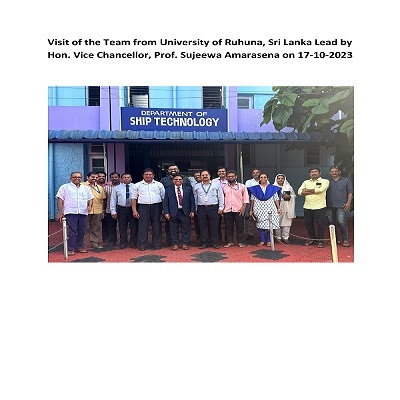 Visit of the Team from University of Ruhuna, Sri Lanka Lead by
Hon. Vice Chancellor, Prof. Sujeewa Amarasena on 17-10-2023
DEPARTMENT OF
SHIP TECHNOLOGY